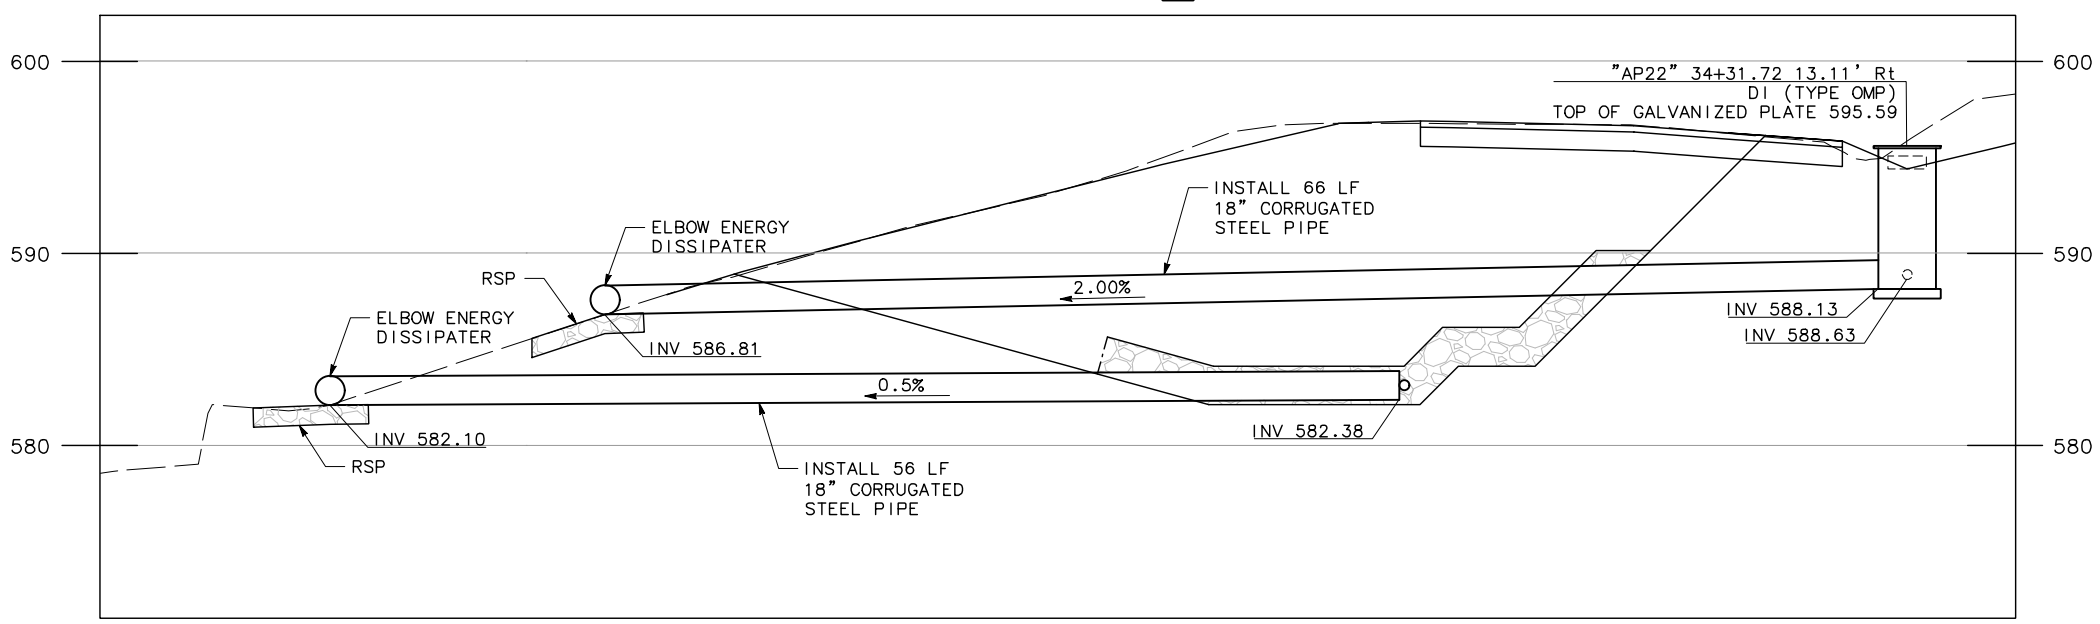 600
600
"AP22" 34+31.72 13.11' Rt
DI (TYPE OMP)
TOP OF GALVANIZED PLATE 595.59
INSTALL 66 LF
18" CORRUGATED
STEEL PIPE
ELBOW ENERGY
DISSIPATER
590
590
RSP
2.00%
INV 588.13
ELBOW ENERGY
DISSIPATER
INV 588.63
INV 586.81
0.5%
INV 582.10
INV 582.38
580
580
RSP
INSTALL 56 LF
18" CORRUGATED
STEEL PIPE